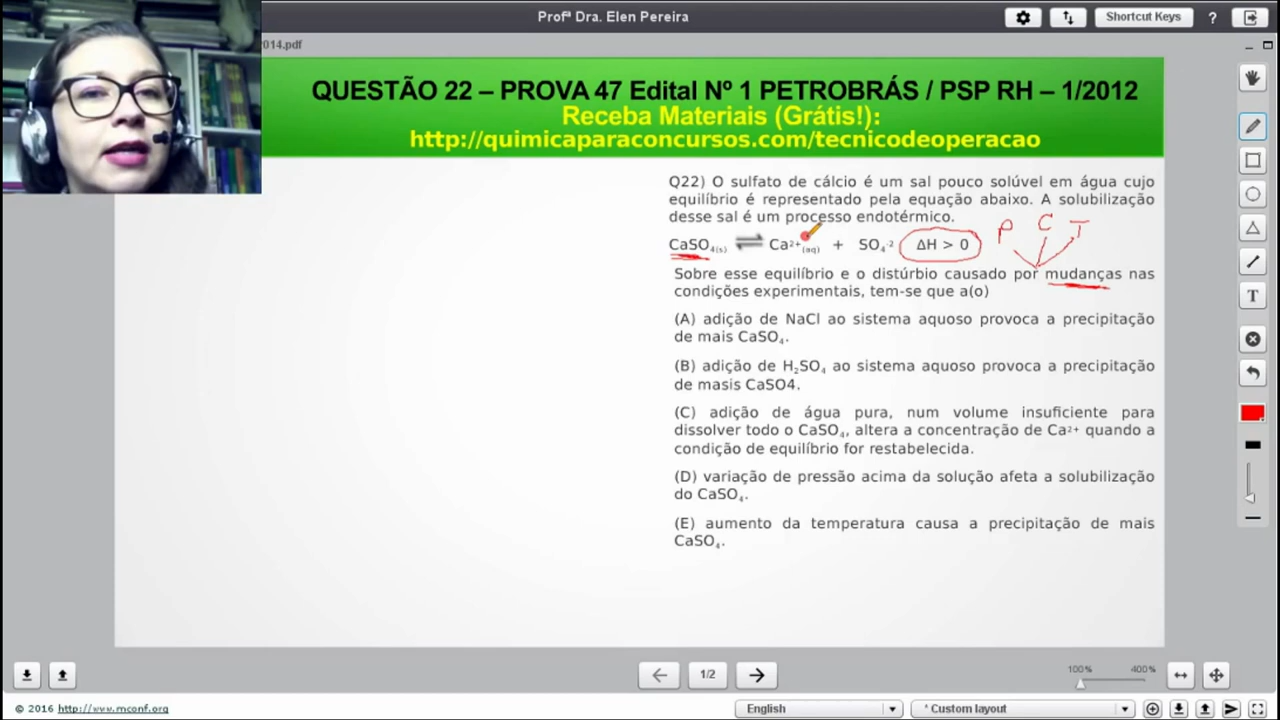 Profª Dra. Elen Pereira
Shortcut Keys
?
014.pdf
QUESTÃO 22 – PROVA 47 Edital Nº 1 PETROBRÁS / PSP RH – 1/2012
Receba Materiais (Grátis!):
http://quimicaparaconcursos.com/tecnicodeoperacao
Q22) O sulfato de cálcio é um sal pouco solúvel em água cujo
equilíbrio é representado pela equação abaixo. A solubilização
desse sal é um processo endotérmico.
P C T
CaSO₄₍s₎ ⇌ Ca²⁺₍aq₎ + SO₄⁻² ΔH > 0
Sobre esse equilíbrio e o distúrbio causado por mudanças nas
condições experimentais, tem-se que a(o)
(A) adição de NaCl ao sistema aquoso provoca a precipitação
de mais CaSO₄.
(B) adição de H₂SO₄ ao sistema aquoso provoca a precipitação
de masis CaSO4.
(C) adição de água pura, num volume insuficiente para
dissolver todo o CaSO₄, altera a concentração de Ca²⁺ quando a
condição de equilíbrio for restabelecida.
(D) variação de pressão acima da solução afeta a solubilização
do CaSO₄.
(E) aumento da temperatura causa a precipitação de mais
CaSO₄.
T
1/2
100% 400%
© 2016 http://www.mconf.org
English
* Custom layout